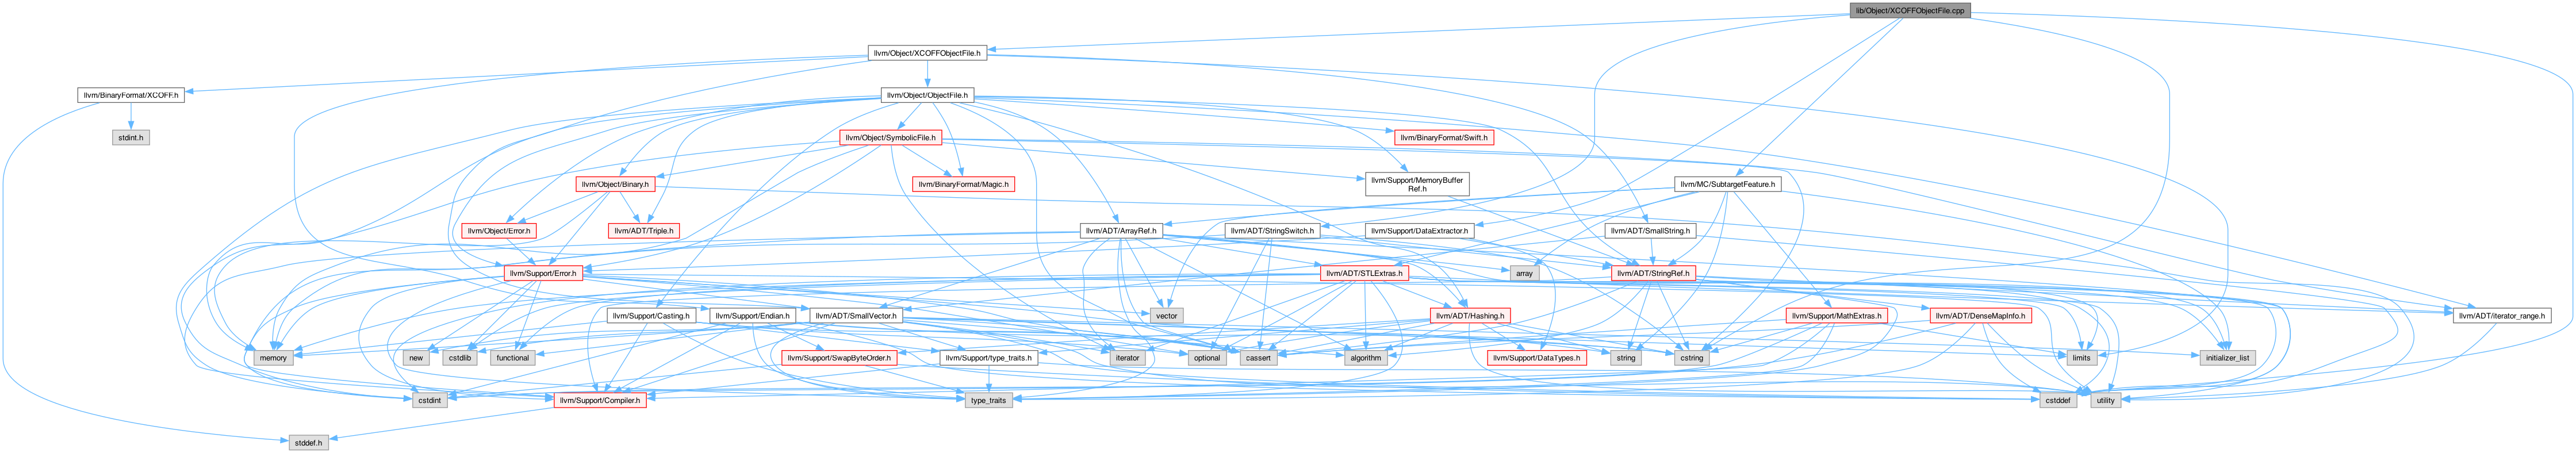 lib/Object/XCOFFObjectFile.cpp
llvm/Object/XCOFFObjectFile.h
llvm/BinaryFormat/XCOFF.h
llvm/Object/ObjectFile.h
stdint.h
llvm/Object/SymbolicFile.h
llvm/BinaryFormat/Swift.h
llvm/Object/Binary.h
llvm/BinaryFormat/Magic.h
llvm/Support/MemoryBuffer
Ref.h
llvm/MC/SubtargetFeature.h
llvm/Object/Error.h
llvm/ADT/Triple.h
llvm/ADT/ArrayRef.h
llvm/ADT/StringSwitch.h
llvm/Support/DataExtractor.h
llvm/ADT/SmallString.h
llvm/Support/Error.h
llvm/ADT/STLExtras.h
array
llvm/ADT/StringRef.h
llvm/Support/Casting.h
llvm/Support/Endian.h
llvm/ADT/SmallVector.h
vector
llvm/ADT/Hashing.h
llvm/Support/MathExtras.h
llvm/ADT/DenseMapInfo.h
llvm/ADT/iterator_range.h
memory
new
cstdlib
functional
llvm/Support/SwapByteOrder.h
llvm/Support/type_traits.h
iterator
optional
cassert
algorithm
llvm/Support/DataTypes.h
string
cstring
limits
initializer_list
cstdint
llvm/Support/Compiler.h
type_traits
cstddef
utility
stddef.h